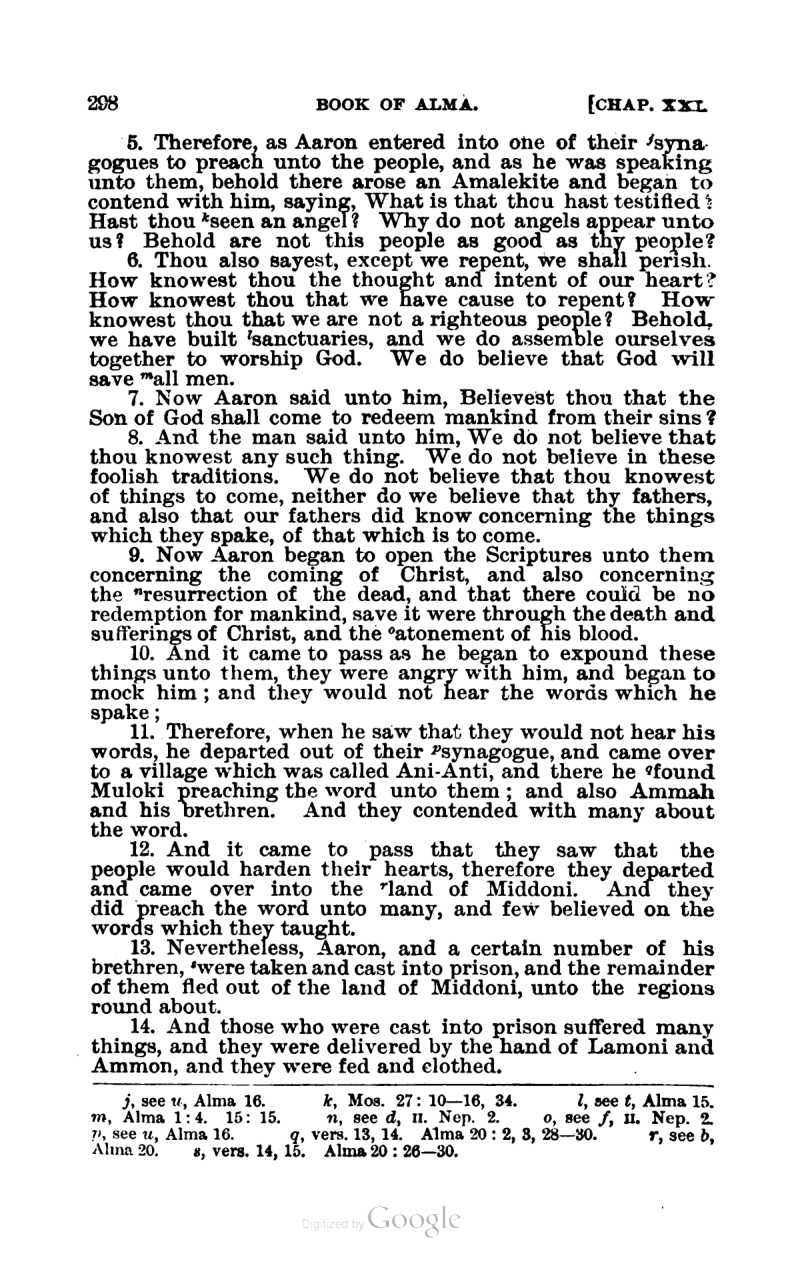 298 BOOK OF ALMA. [CHAP. XXI.
5. Therefore, as Aaron entered into one of their ʲsyna-
gogues to preach unto the people, and as he was speaking
unto them, behold there arose an Amalekite and began to
contend with him, saying, What is that thou hast testified?
Hast thou ᵏseen an angel? Why do not angels appear unto
us? Behold are not this people as good as thy people?
6. Thou also sayest, except we repent, we shall perish.
How knowest thou the thought and intent of our heart?
How knowest thou that we have cause to repent? How
knowest thou that we are not a righteous people? Behold,
we have built ˡsanctuaries, and we do assemble ourselves
together to worship God. We do believe that God will
save ᵐall men.
7. Now Aaron said unto him, Believest thou that the
Son of God shall come to redeem mankind from their sins?
8. And the man said unto him, We do not believe that
thou knowest any such thing. We do not believe in these
foolish traditions. We do not believe that thou knowest
of things to come, neither do we believe that thy fathers,
and also that our fathers did know concerning the things
which they spake, of that which is to come.
9. Now Aaron began to open the Scriptures unto them
concerning the coming of Christ, and also concerning
the ⁿresurrection of the dead, and that there could be no
redemption for mankind, save it were through the death and
sufferings of Christ, and the ᵒatonement of his blood.
10. And it came to pass as he began to expound these
things unto them, they were angry with him, and began to
mock him; and they would not hear the words which he
spake;
11. Therefore, when he saw that they would not hear his
words, he departed out of their ᵖsynagogue, and came over
to a village which was called Ani-Anti, and there he qfound
Muloki preaching the word unto them; and also Ammah
and his brethren. And they contended with many about
the word.
12. And it came to pass that they saw that the
people would harden their hearts, therefore they departed
and came over into the ʳland of Middoni. And they
did preach the word unto many, and few believed on the
words which they taught.
13. Nevertheless, Aaron, and a certain number of his
brethren, ˢwere taken and cast into prison, and the remainder
of them fled out of the land of Middoni, unto the regions
round about.
14. And those who were cast into prison suffered many
things, and they were delivered by the hand of Lamoni and
Ammon, and they were fed and clothed.
j, see u, Alma 16. k, Mos. 27: 10—16, 34. l, see t, Alma 15.
m, Alma 1: 4. 15: 15. n, see d, II. Nep. 2. o, see f, II. Nep. 2.
p, see u, Alma 16. q, vers. 13, 14. Alma 20: 2, 3, 28—30. r, see b,
Alma 20. s, vers. 14, 15. Alma 20: 26—30.
Digitized by Google